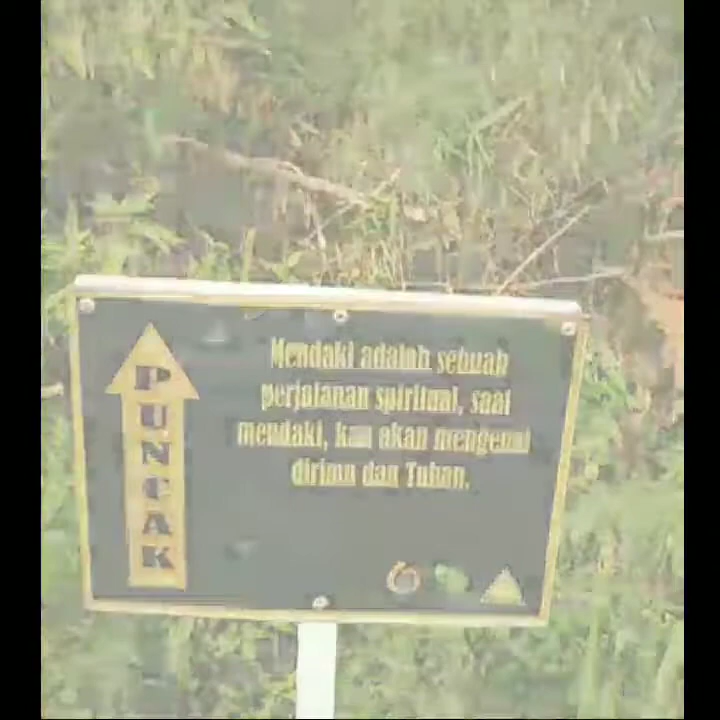 PUNCAK
Mendaki adalah sebuah
perjalanan spiritual, saat
mendaki, kau akan mengenal
dirimu dan Tuhan.